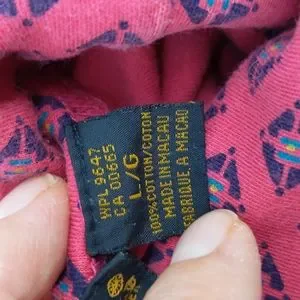 WPL 9647
CA 00665
L/G
100% COTTON/COTON
MADE IN MACAU
FABRIQUE A MACAO